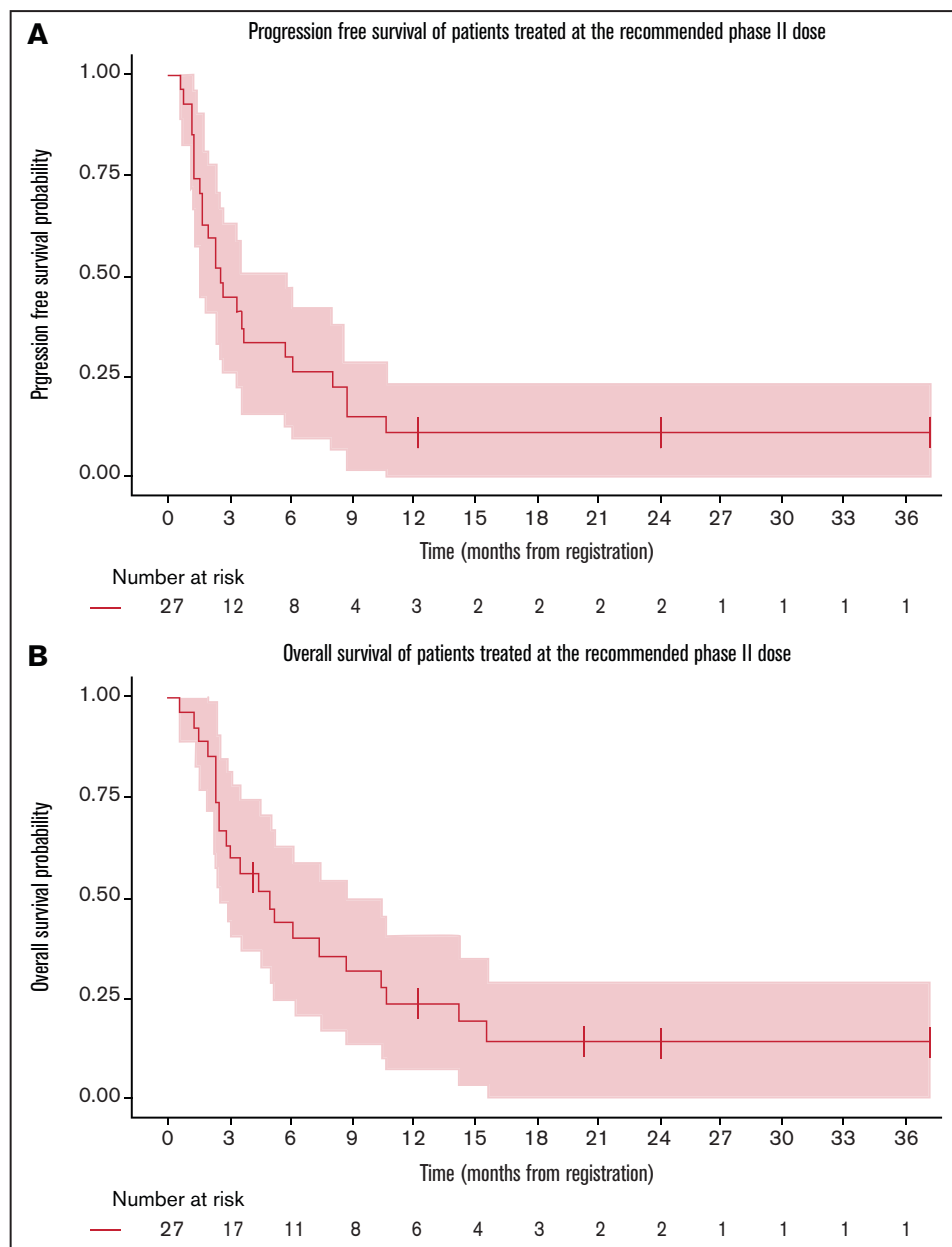 A
Progression free survival of patients treated at the recommended phase II dose
Prgression free survival probability
1.00
0.75
0.50
0.25
0.00
0 3 6 9 12 15 18 21 24 27 30 33 36
Time (months from registration)
Number at risk
27 12 8 4 3 2 2 2 2 1 1 1 1
B
Overall survival of patients treated at the recommended phase II dose
Overall survival probability
1.00
0.75
0.50
0.25
0.00
0 3 6 9 12 15 18 21 24 27 30 33 36
Time (months from registration)
Number at risk
27 17 11 8 6 4 3 2 2 1 1 1 1